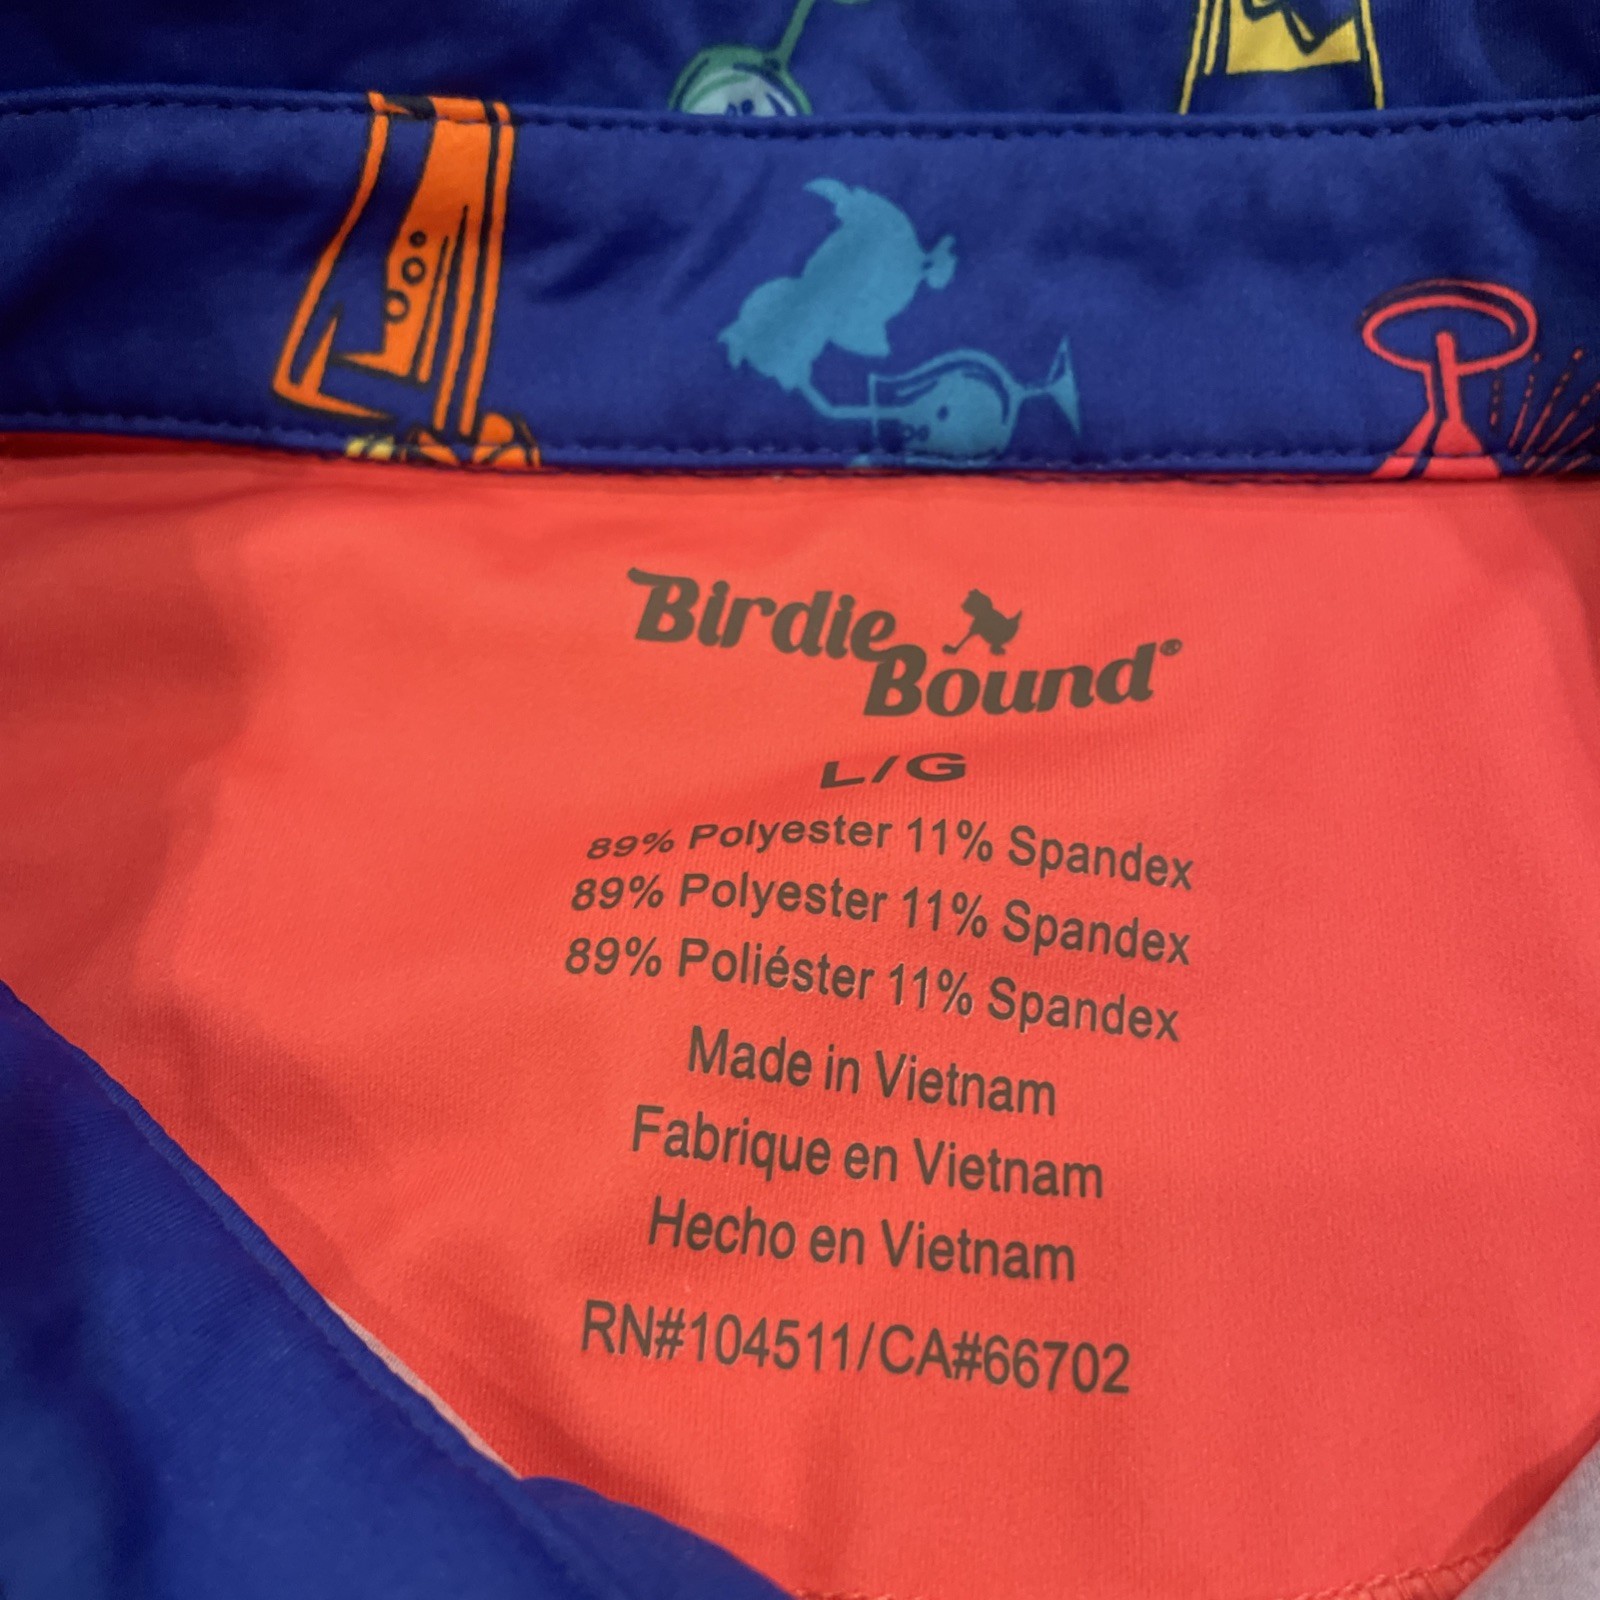 Birdie
Bound®
L/G
89% Polyester 11% Spandex
89% Polyester 11% Spandex
89% Poliéster 11% Spandex
Made in Vietnam
Fabrique en Vietnam
Hecho en Vietnam
RN#104511/CA#66702